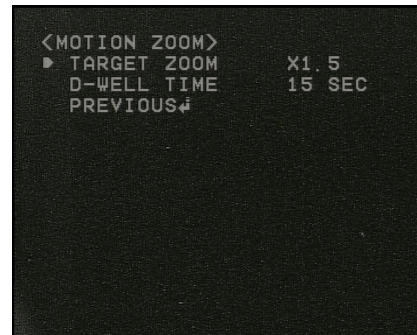 <MOTION ZOOM>
TARGET ZOOM X1.5
D-WELL TIME 15 SEC
PREVIOUS↲